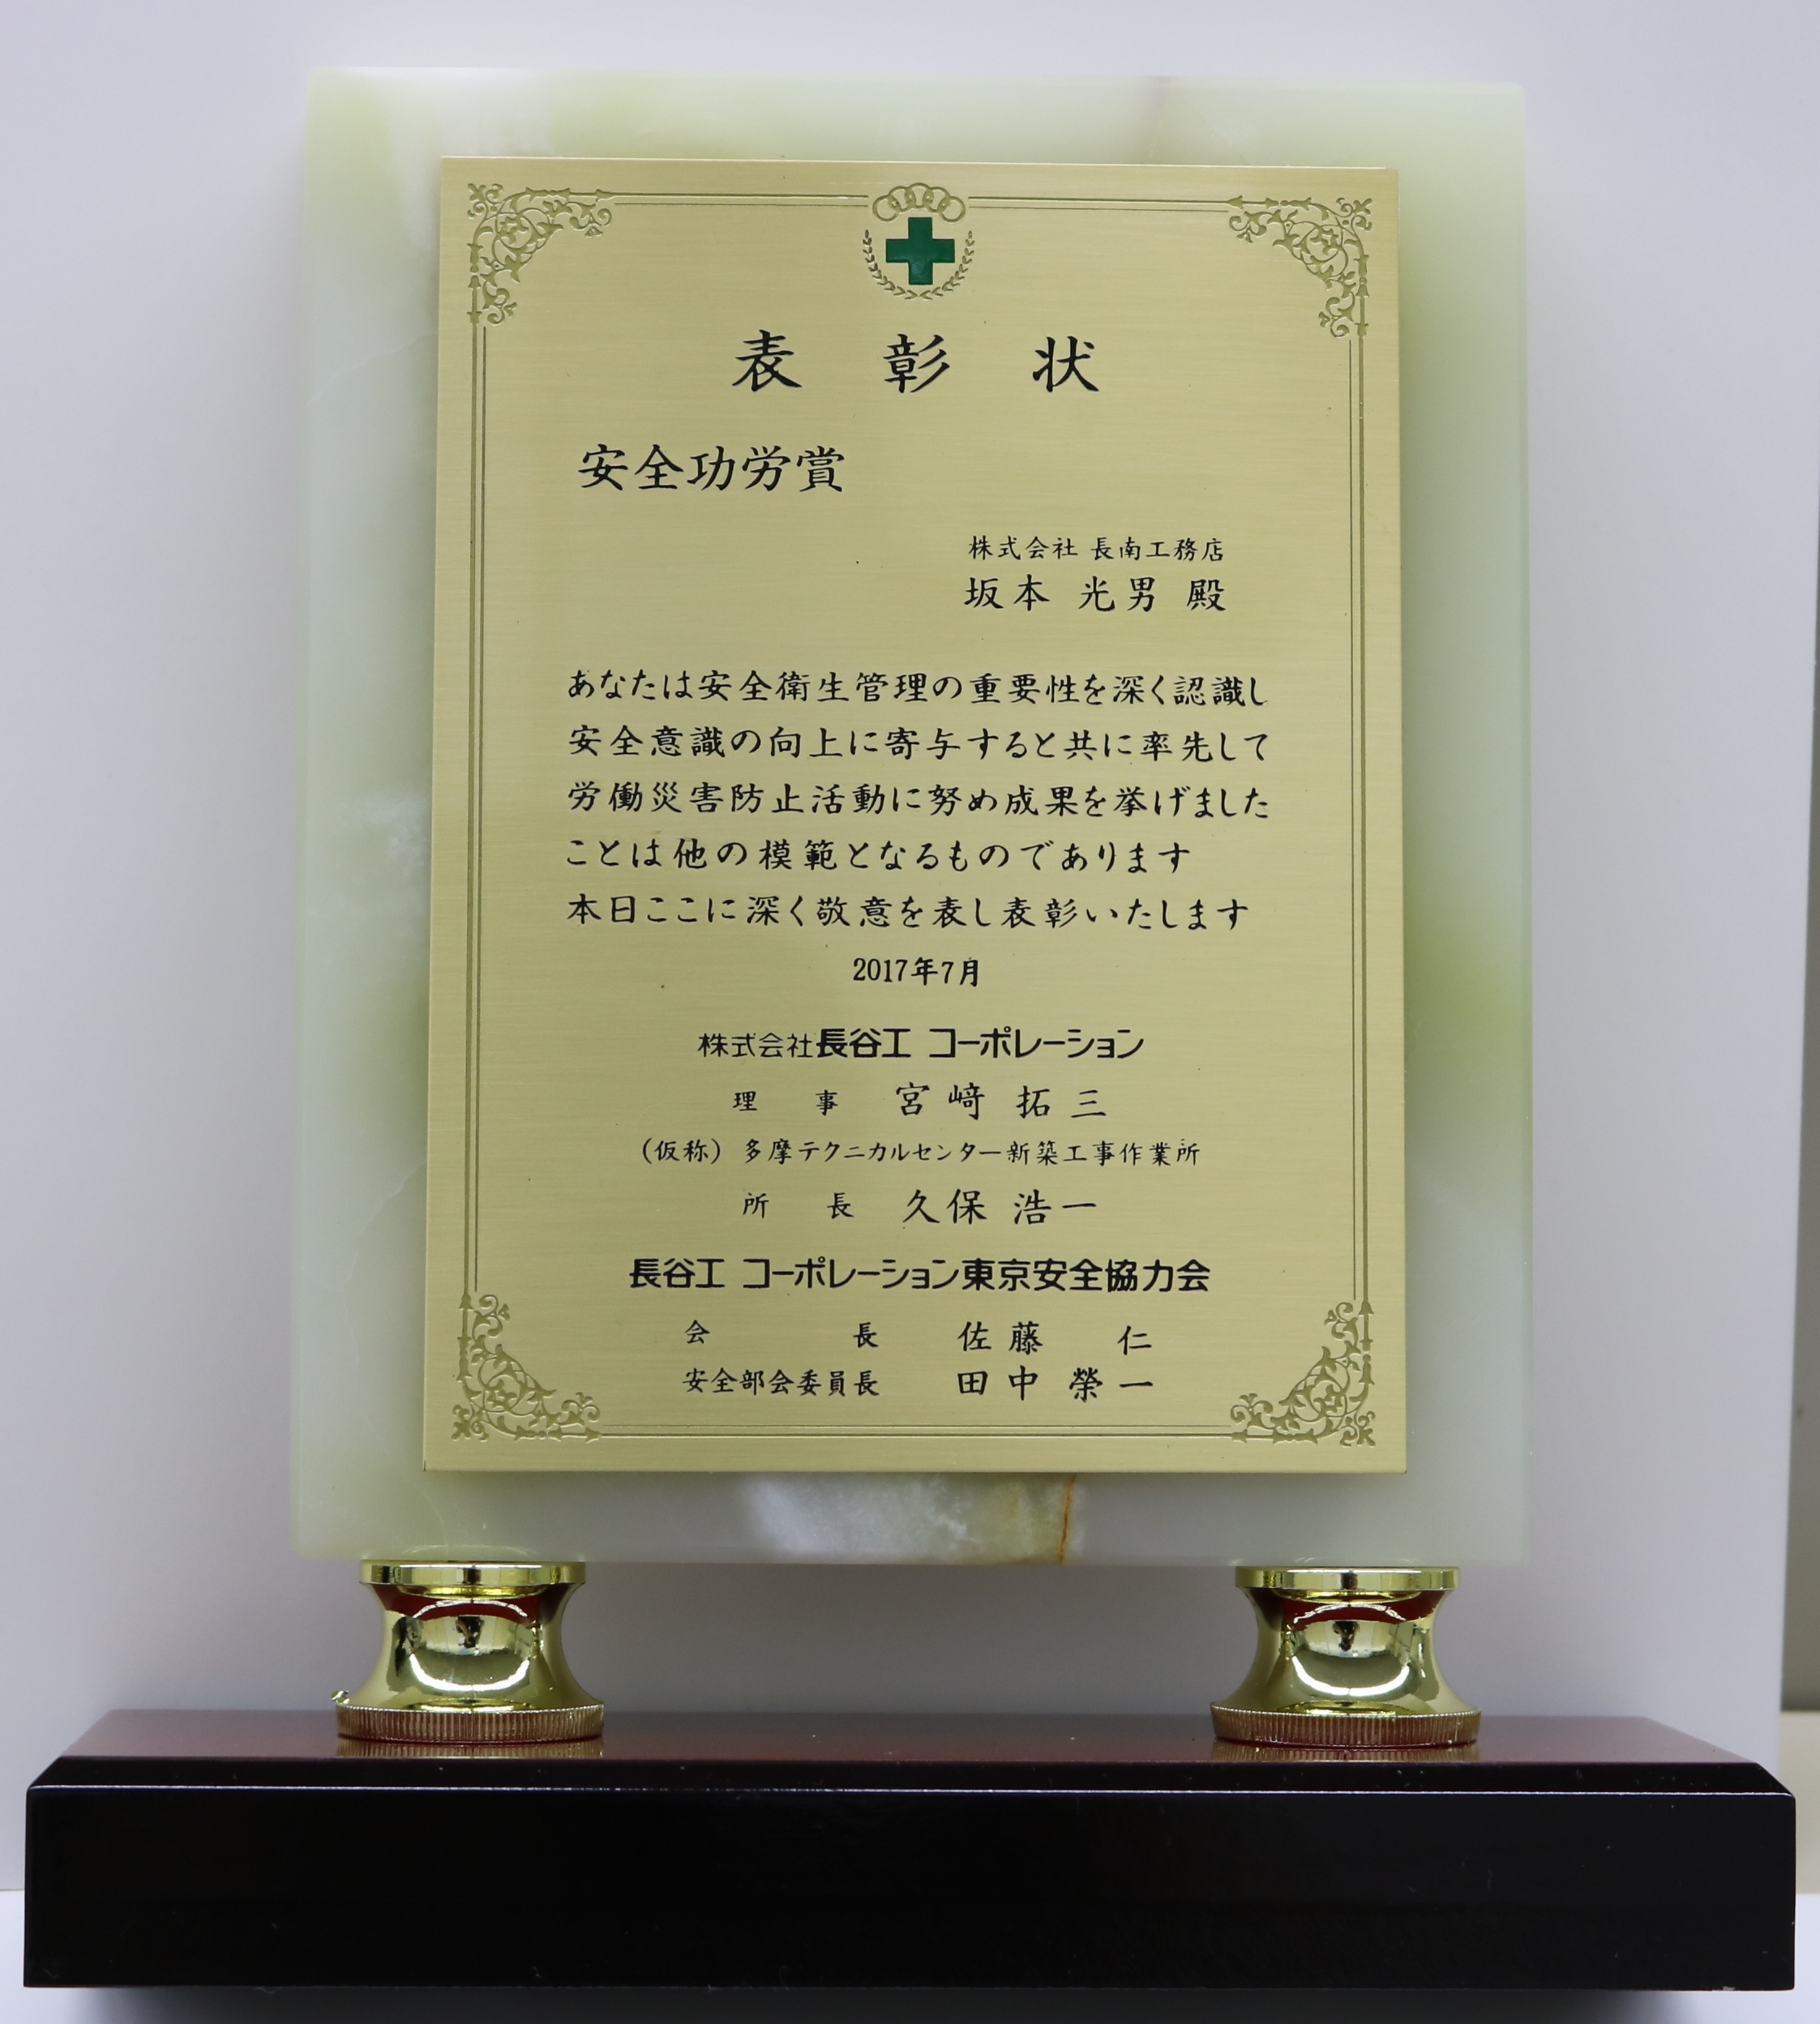 表彰状
安全功労賞
株式会社 長南工務店
坂本 光男 殿
あなたは安全衛生管理の重要性を深く認識し
安全意識の向上に寄与すると共に率先して
労働災害防止活動に努め成果を挙げました
ことは他の模範となるものであります
本日ここに深く敬意を表し表彰いたします
2017年7月
株式会社長谷工 コーポレーション
理事 宮﨑 拓三
(仮称) 多摩テクニカルセンター新築工事作業所
所長 久保 浩一
長谷工 コーポレーション東京安全協力会
会長 佐藤 仁
安全部会委員長 田中 榮一